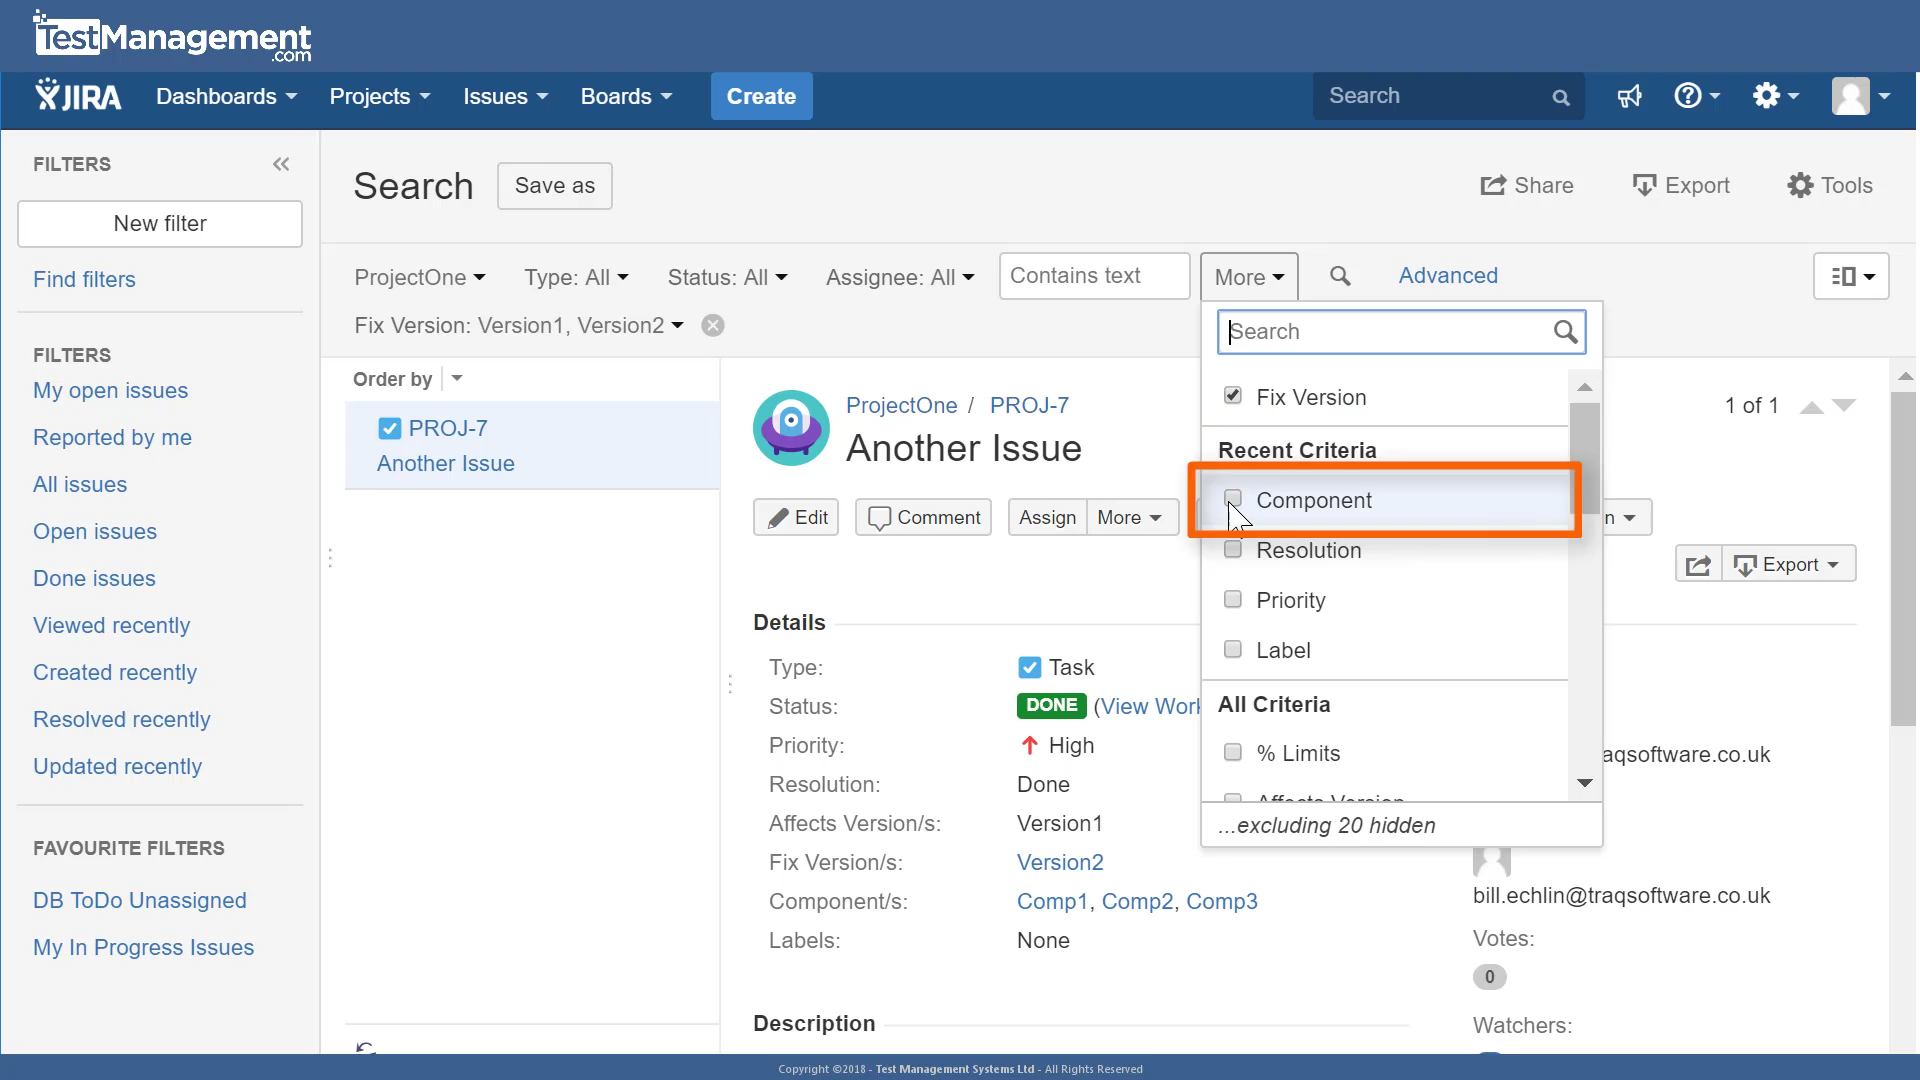 TestManagement
.com
JIRA Dashboards Projects Issues Boards Create Search
FILTERS
New filter
Find filters
FILTERS
My open issues
Reported by me
All issues
Open issues
Done issues
Viewed recently
Created recently
Resolved recently
Updated recently
FAVOURITE FILTERS
DB ToDo Unassigned
My In Progress Issues
Search Save as Share Export Tools
ProjectOne Type: All Status: All Assignee: All Contains text More Advanced
Fix Version: Version1, Version2
Order by
PROJ-7
Another Issue
ProjectOne / PROJ-7
1 of 1
Another Issue
Edit Comment Assign More
n
Export
Details
Type: Task
Status: DONE (View Work
Priority: High
Resolution: Done
Affects Version/s: Version1
Fix Version/s: Version2
Component/s: Comp1, Comp2, Comp3
Labels: None
Description
Search
Fix Version
Recent Criteria
Component
Resolution
Priority
Label
All Criteria
% Limits
Affects Version
...excluding 20 hidden
aqsoftware.co.uk
bill.echlin@traqsoftware.co.uk
Votes:
0
Watchers:
Copyright ©2018 - Test Management Systems Ltd - All Rights Reserved